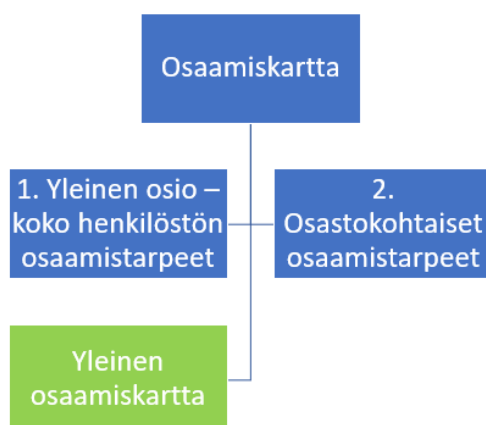 Osaamiskartta
1. Yleinen osio –
koko henkilöstön
osaamistarpeet
2.
Osastokohtaiset
osaamistarpeet
Yleinen
osaamiskartta